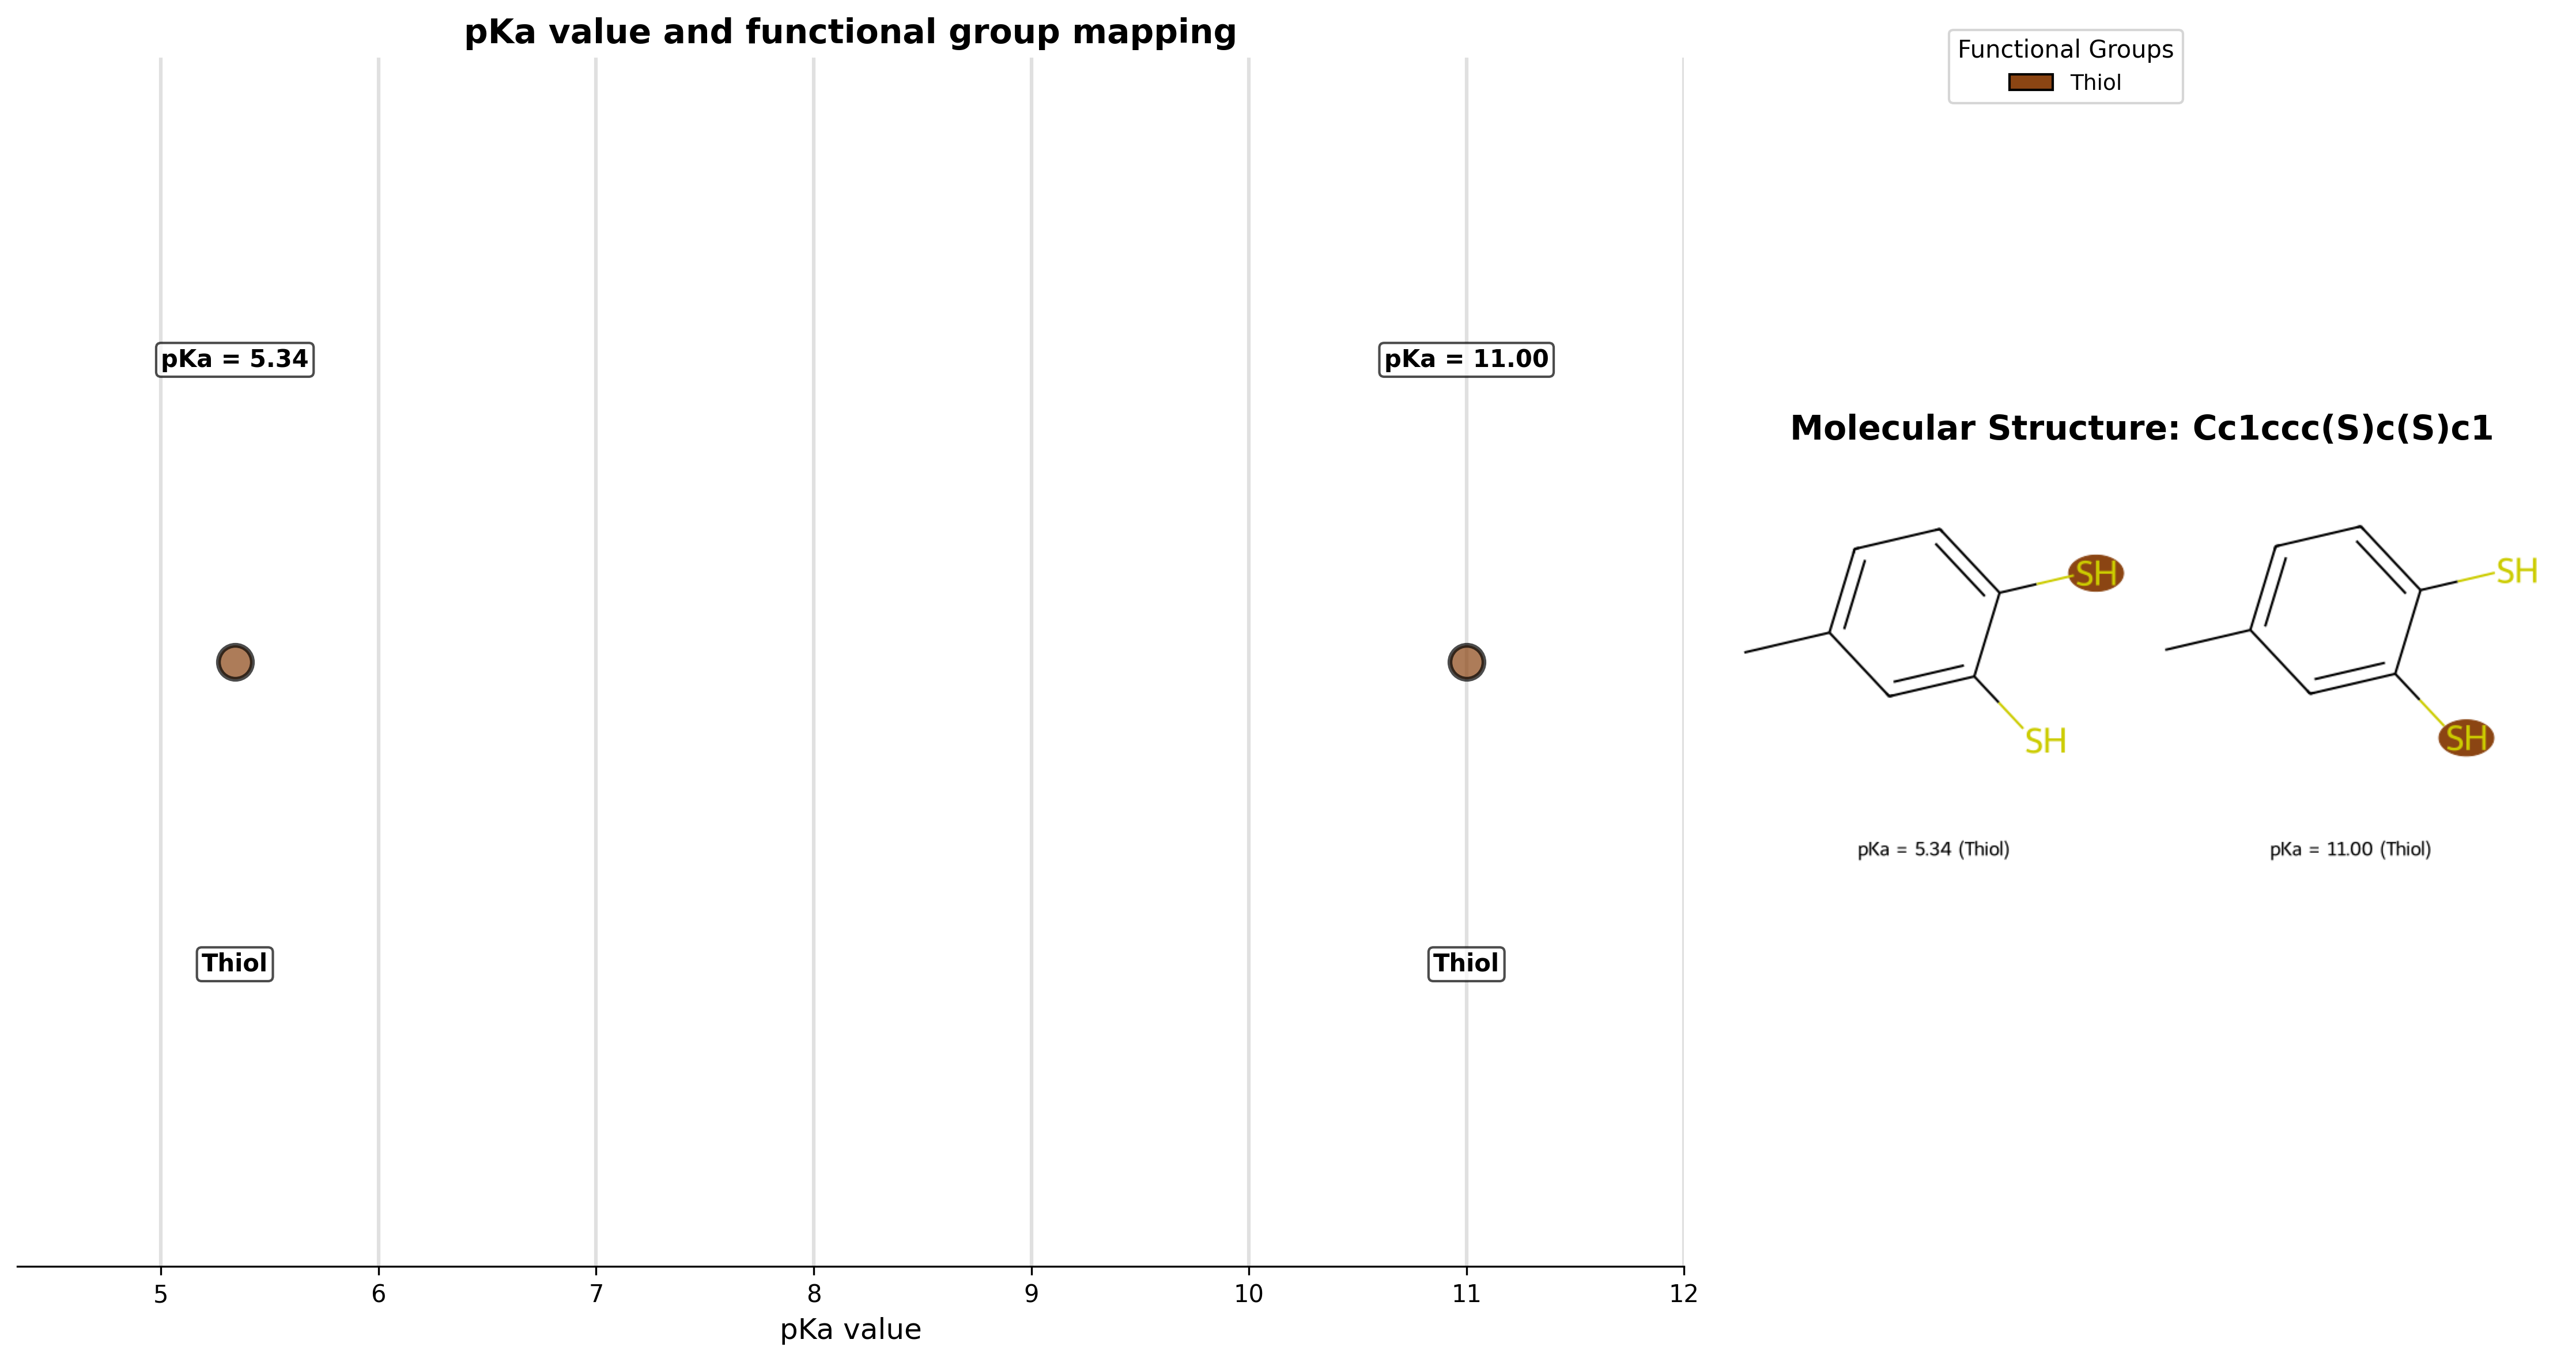 pKa value and functional group mapping
Functional Groups
Thiol
pKa = 5.34
pKa = 11.00
Thiol
Thiol
5 6 7 8 9 10 11 12
pKa value
Molecular Structure: Cc1ccc(S)c(S)c1
SH
SH
SH
SH
pKa = 5.34 (Thiol)
pKa = 11.00 (Thiol)